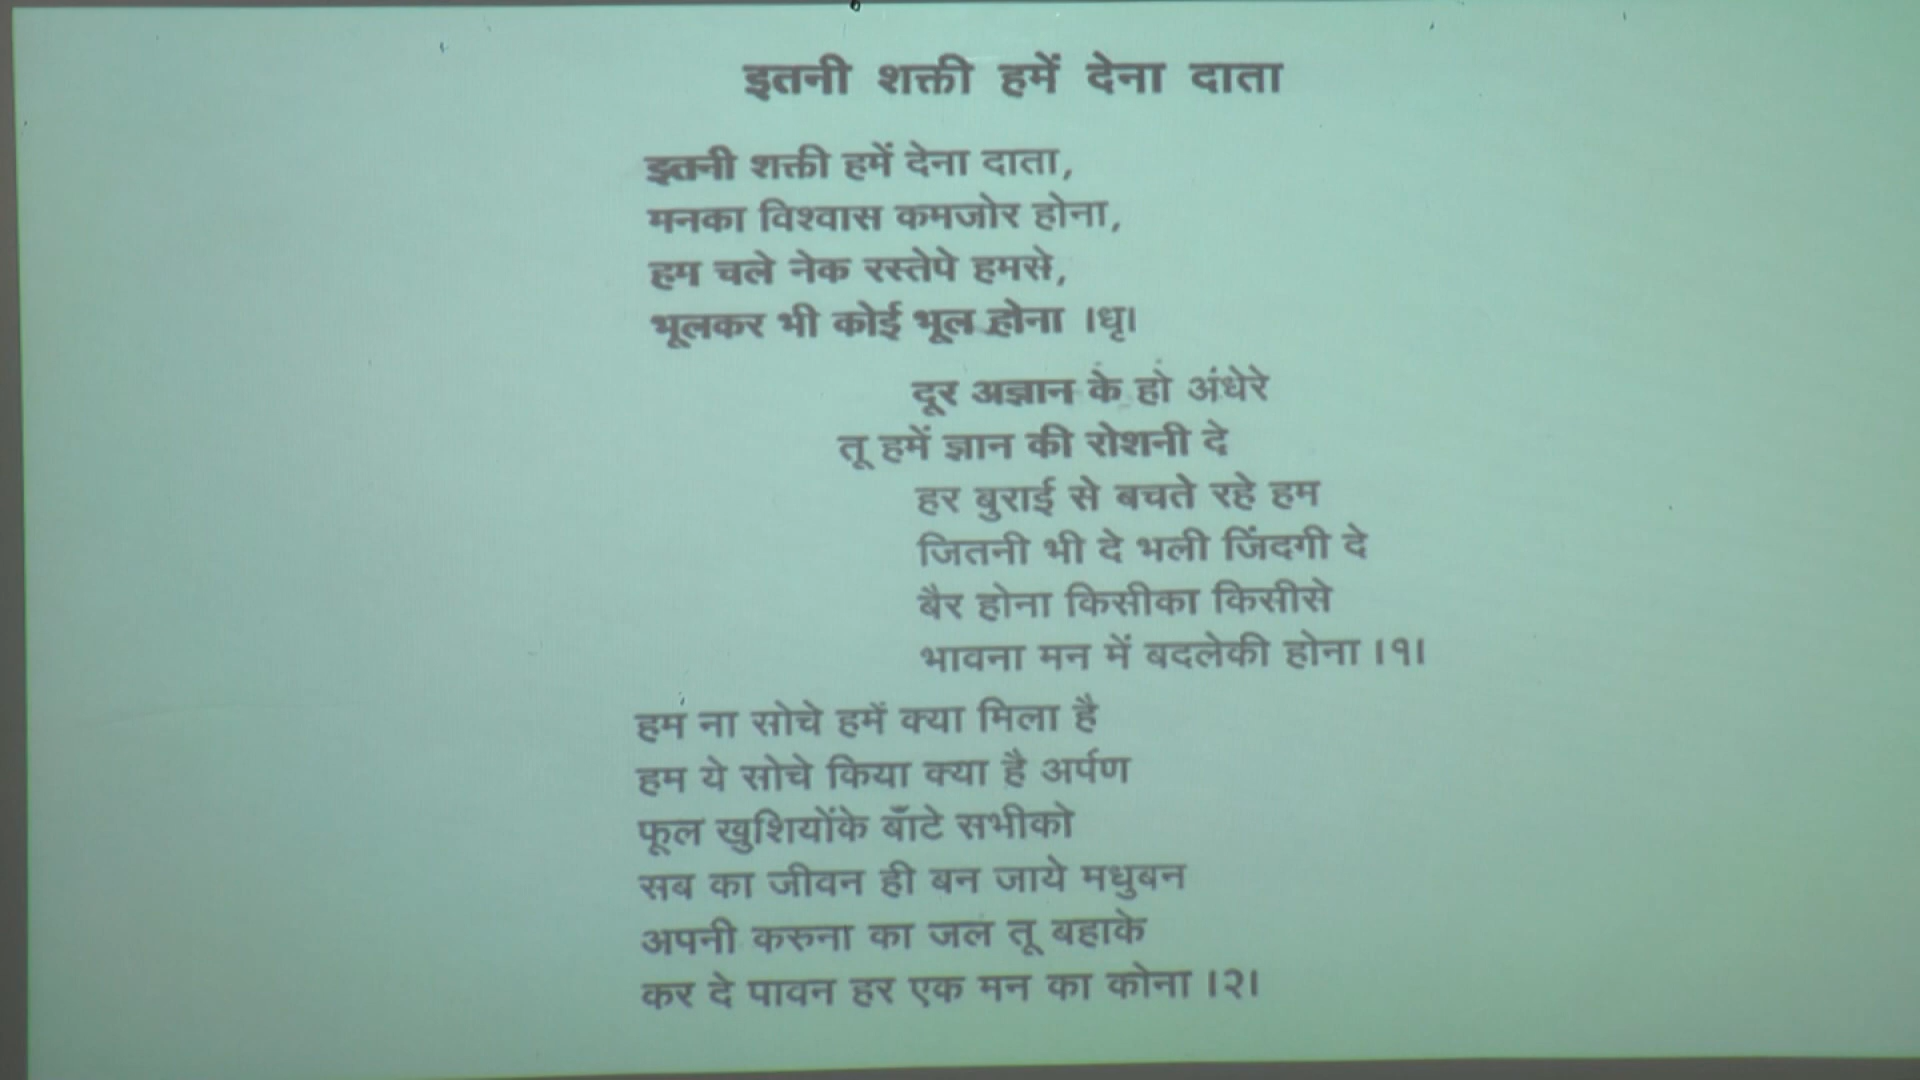 इतनी शक्ती हमें देना दाता
इतनी शक्ती हमें देना दाता,
मनका विश्वास कमजोर होना,
हम चले नेक रस्तेपे हमसे,
भूलकर भी कोई भूल होना ।धृ।
दूर अज्ञान के हो अंधेरे
तू हमें ज्ञान की रोशनी दे
हर बुराई से बचते रहे हम
जितनी भी दे भली जिंदगी दे
बैर होना किसीका किसीसे
भावना मन में बदलेकी होना ।१।
हम ना सोचे हमें क्या मिला है
हम ये सोचे किया क्या है अर्पण
फूल खुशियोंके बाँटे सभीको
सब का जीवन ही बन जाये मधुबन
अपनी करुना का जल तू बहाके
कर दे पावन हर एक मन का कोना ।२।